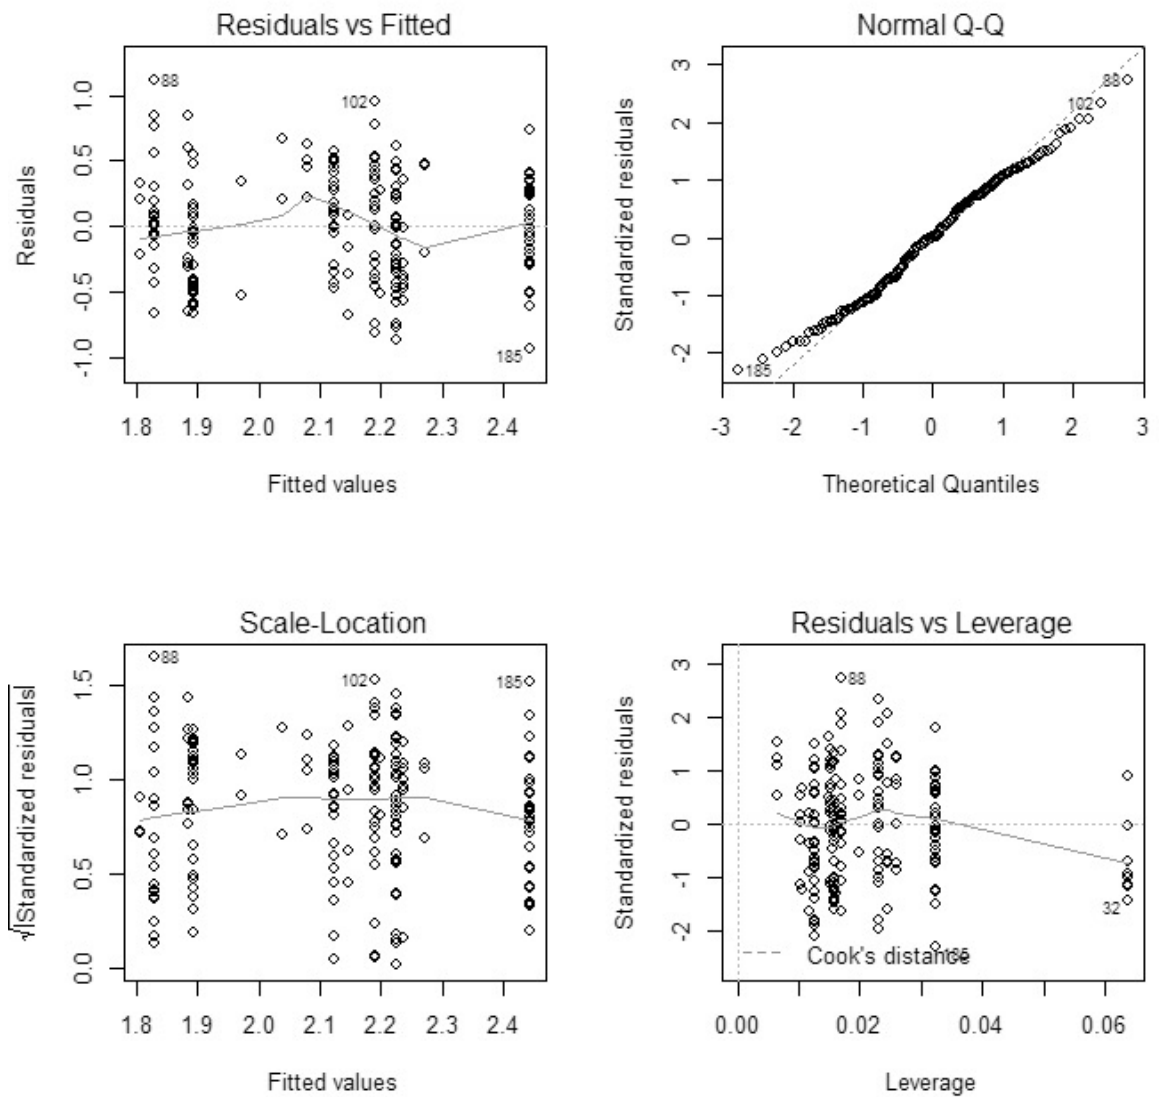 Residuals vs Fitted
Residuals
1.0
0.5
0.0
-0.5
-1.0
88
102
185
1.8 1.9 2.0 2.1 2.2 2.3 2.4
Fitted values
Normal Q-Q
Standardized residuals
3
2
1
0
-1
-2
88
102
185
-3 -2 -1 0 1 2 3
Theoretical Quantiles
Scale-Location
√|Standardized residuals|
1.5
1.0
0.5
0.0
88
102
185
1.8 1.9 2.0 2.1 2.2 2.3 2.4
Fitted values
Residuals vs Leverage
Standardized residuals
3
2
1
0
-1
-2
88
32
185
Cook's distance
0.00 0.02 0.04 0.06
Leverage